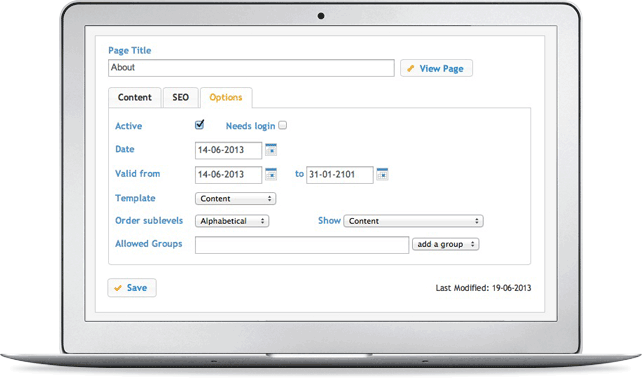 Page Title
About View Page
Content SEO Options
Active Needs login
Date 14-06-2013
Valid from 14-06-2013 to 31-01-2101
Template Content
Order sublevels Alphabetical Show Content
Allowed Groups add a group
Save Last Modified: 19-06-2013